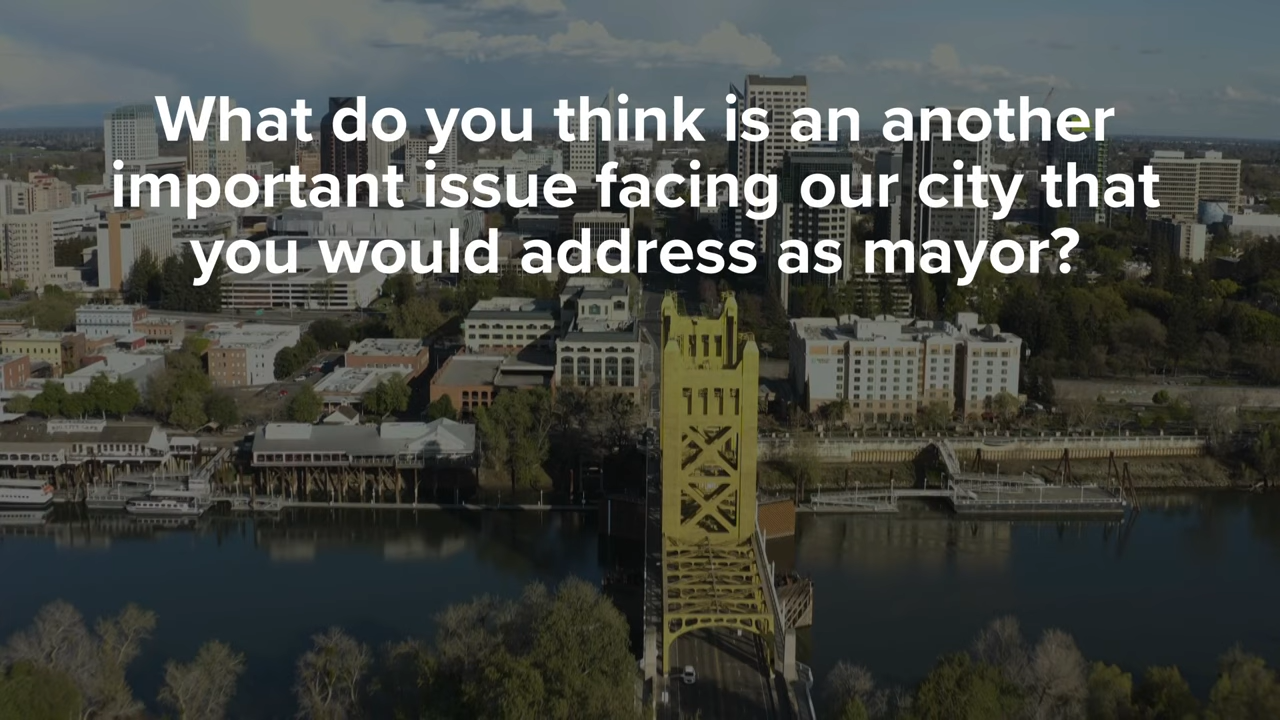 What do you think is an another
important issue facing our city that
you would address as mayor?